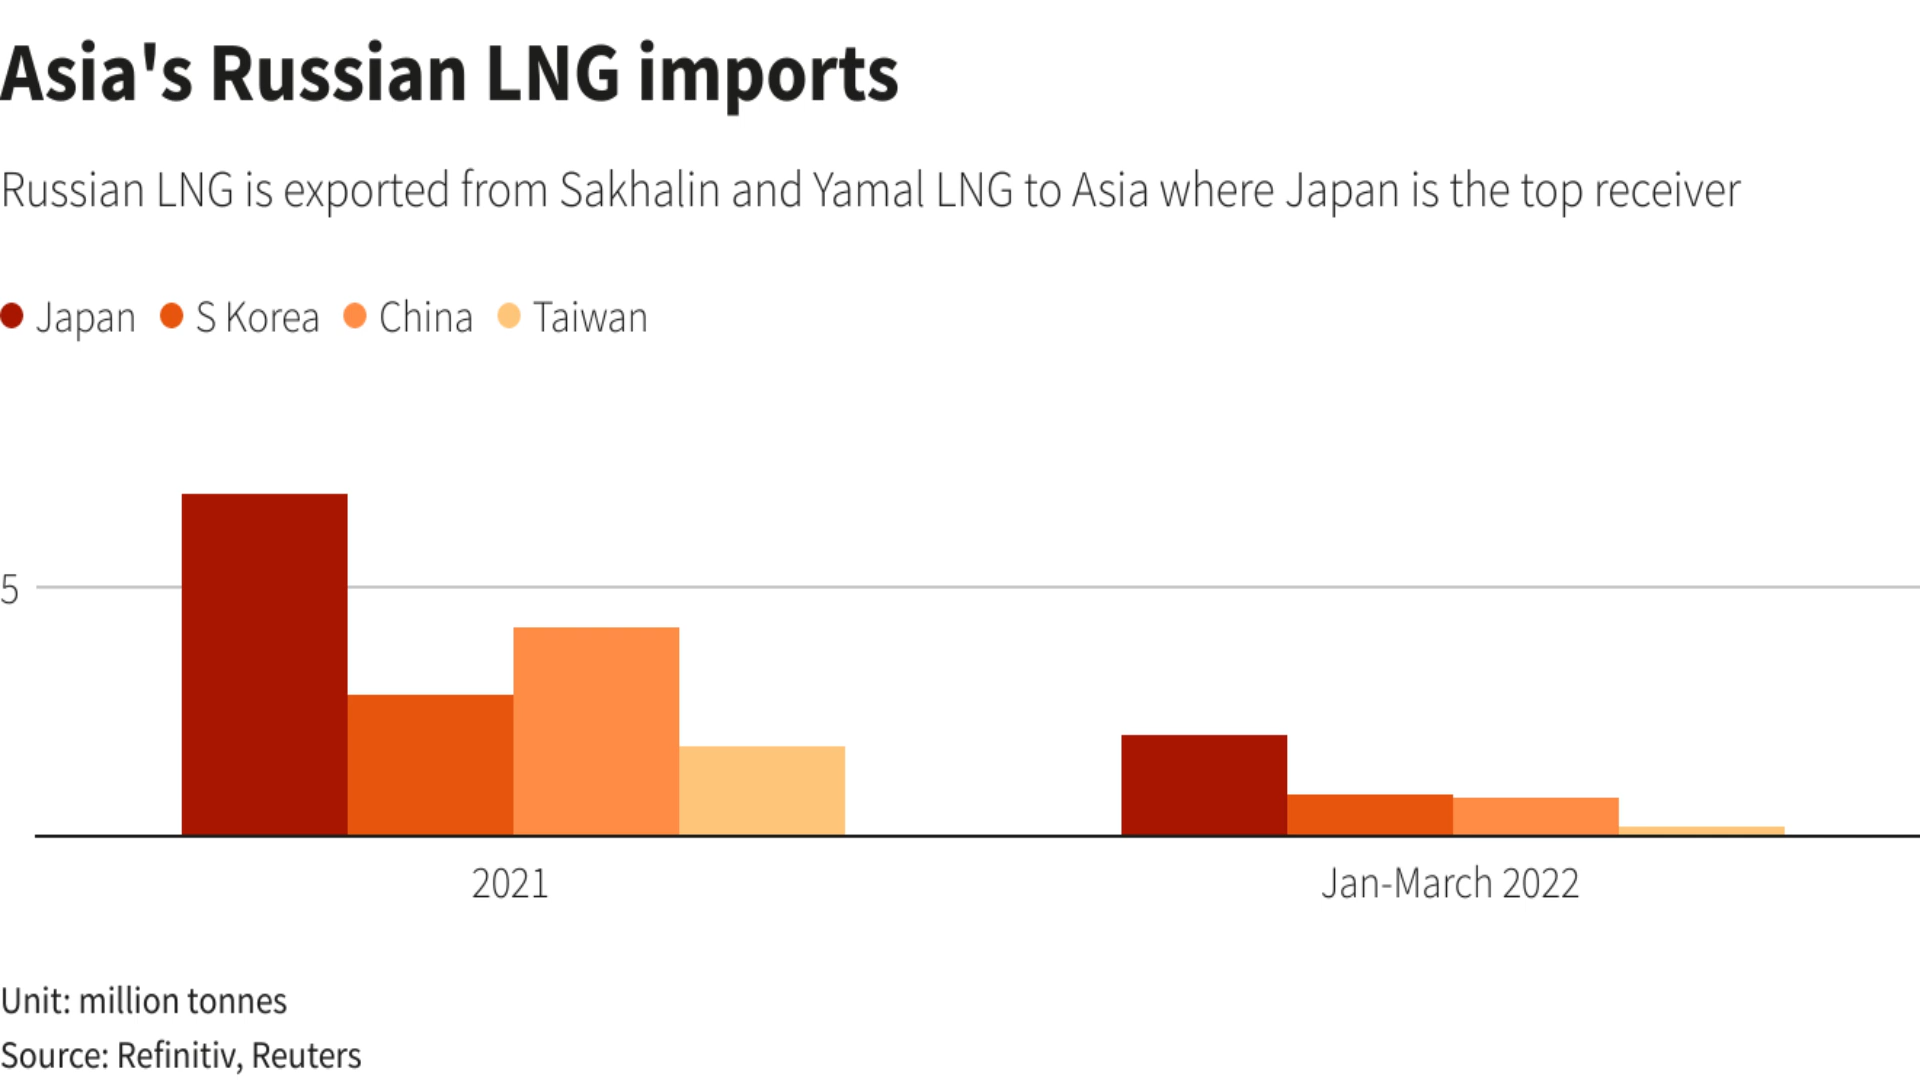 Asia's Russian LNG imports
Russian LNG is exported from Sakhalin and Yamal LNG to Asia where Japan is the top receiver
Japan S Korea China Taiwan
5
2021 Jan-March 2022
Unit: million tonnes
Source: Refinitiv, Reuters